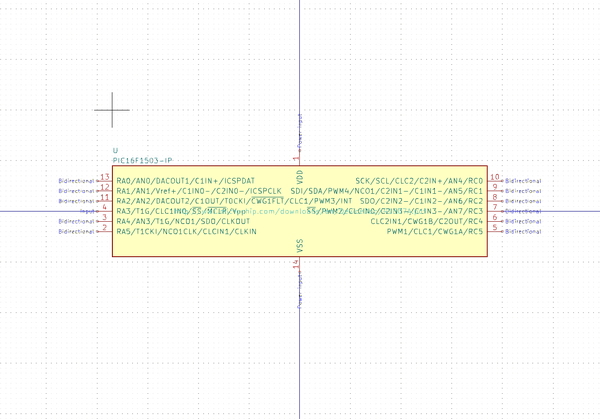 Power input
1
VDD
U
PIC16F1503-IP
Bidirectional 13 RA0/AN0/DACOUT1/C1IN+/ICSPDAT
SCK/SCL/CLC2/C2IN+/AN4/RC0 10 Bidirectional
Bidirectional 12 RA1/AN1/Vref+/C1IN0-/C2IN0-/ICSPCLK
SDI/SDA/PWM4/NCO1/C2IN1-/C1IN1-/AN5/RC1 9 Bidirectional
Bidirectional 11 RA2/AN2/DACOUT2/C1OUT/T0CKI/CWG1FLT/CLC1/PWM3/INT
SDO/C2IN2-/C1IN2-/AN6/RC2 8 Bidirectional
Input 4 RA3/T1G/CLC1IN0/SS/MCLR/Vpp
SS/PWM2/CLCIN0/C2IN3-/C1IN3-/AN7/RC3 7 Bidirectional
Bidirectional 3 RA4/AN3/T1G/NCO1/SDO/CLKOUT
CLC2IN1/CWG1B/C2OUT/RC4 6 Bidirectional
Bidirectional 2 RA5/T1CKI/NCO1CLK/CLCIN1/CLKIN
PWM1/CLC1/CWG1A/RC5 5 Bidirectional
VSS
14
Power input